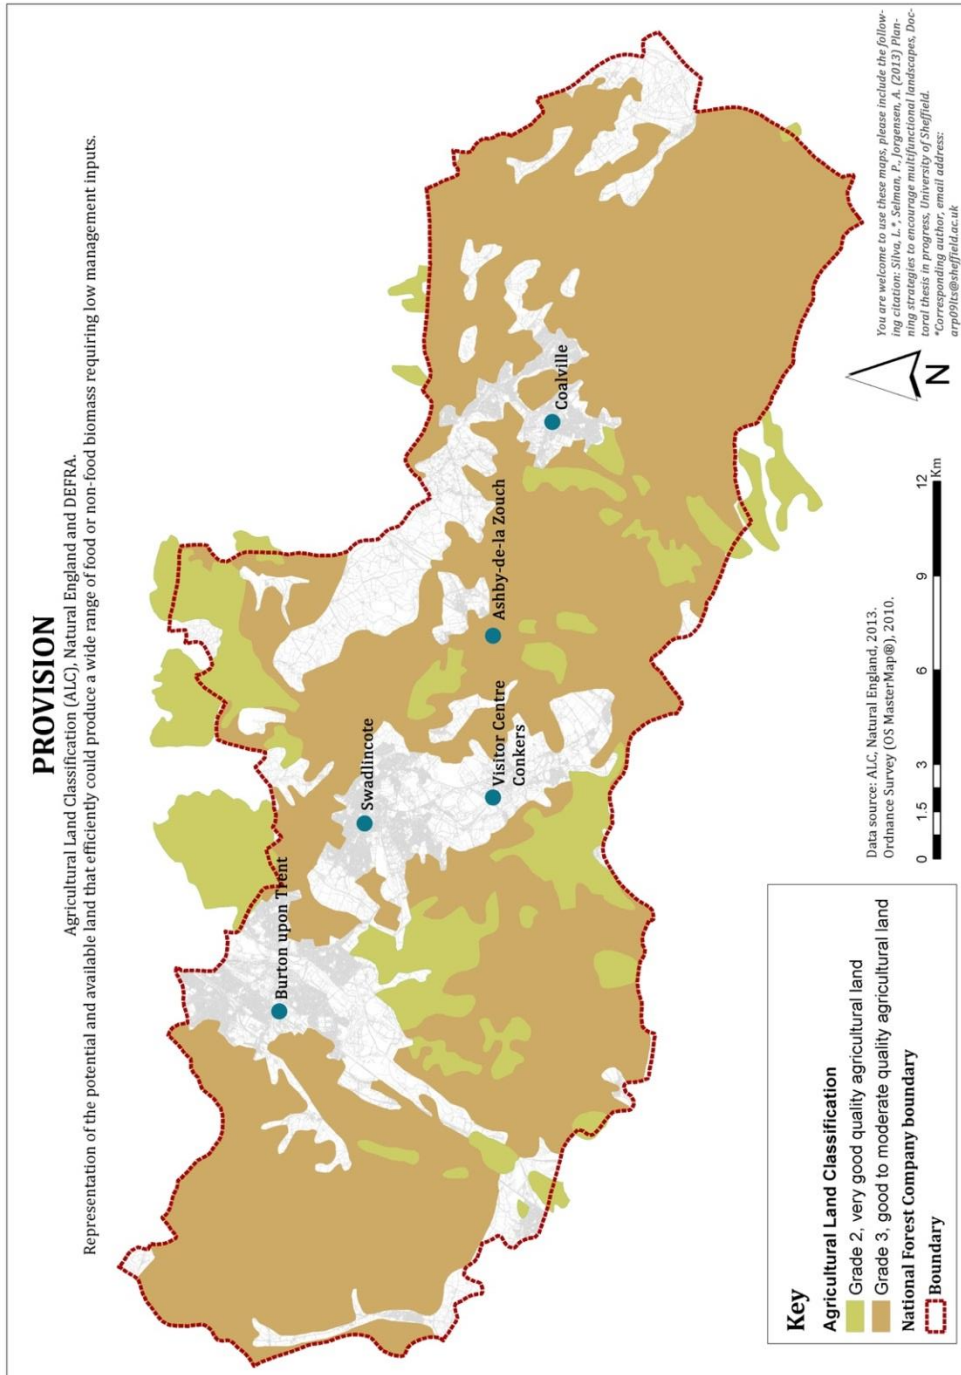 PROVISION
Agricultural Land Classification (ALC), Natural England and DEFRA.
Representation of the potential and available land that efficiently could produce a wide range of food or non-food biomass requiring low management inputs.
Burton upon Trent
Swadlincote
Visitor Centre
Conkers
Ashby-de-la Zouch
Coalville
Key
Agricultural Land Classification
Grade 2, very good quality agricultural land
Grade 3, good to moderate quality agricultural land
National Forest Company boundary
Boundary
Data source: ALC, Natural England, 2013.
Ordnance Survey (OS MasterMap®), 2010.
0 1.5 3 6 9 12
Km
N
You are welcome to use these maps, please include the follow-
ing citation: Silva, L.*, Selman, P., Jorgensen, A. (2013) Plan-
ning strategies to encourage multifunctional landscapes, Doc-
toral thesis in progress, University of Sheffield.
*Corresponding author, email address:
arp09lts@sheffield.ac.uk